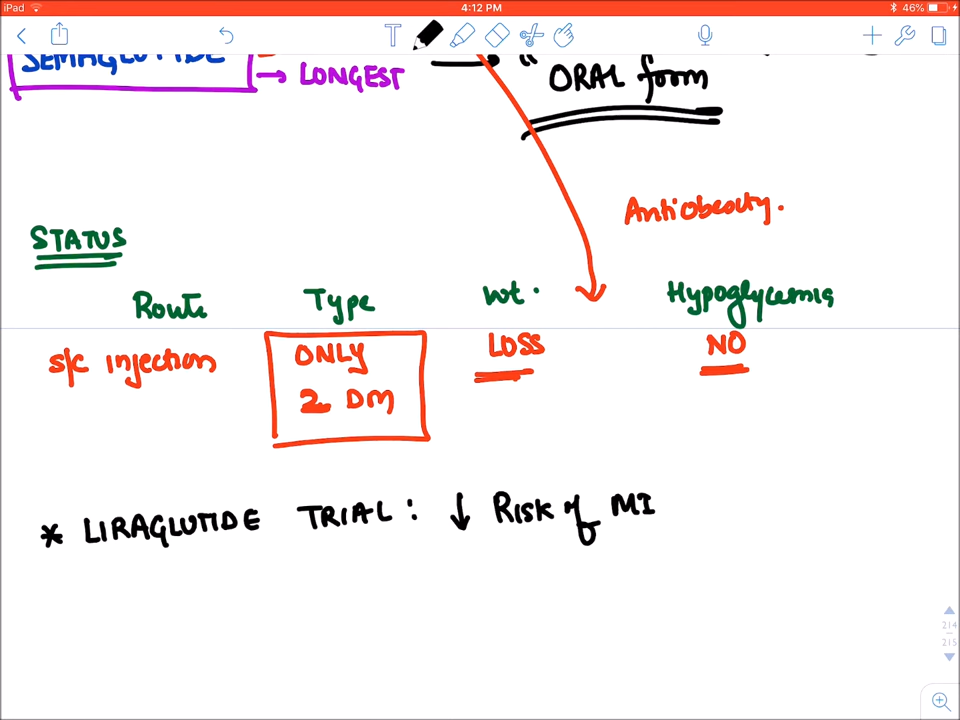 iPad 4:12 PM 46%
T
SEMAGLUTIDE
→ LONGEST
"
ORAL form
Antiobesity.
STATUS
Route Type wt. Hypoglycemia
s/c injection ONLY LOSS NO
2 DM
* LIRAGLUTIDE TRIAL: ↓ Risk of MI
214
215